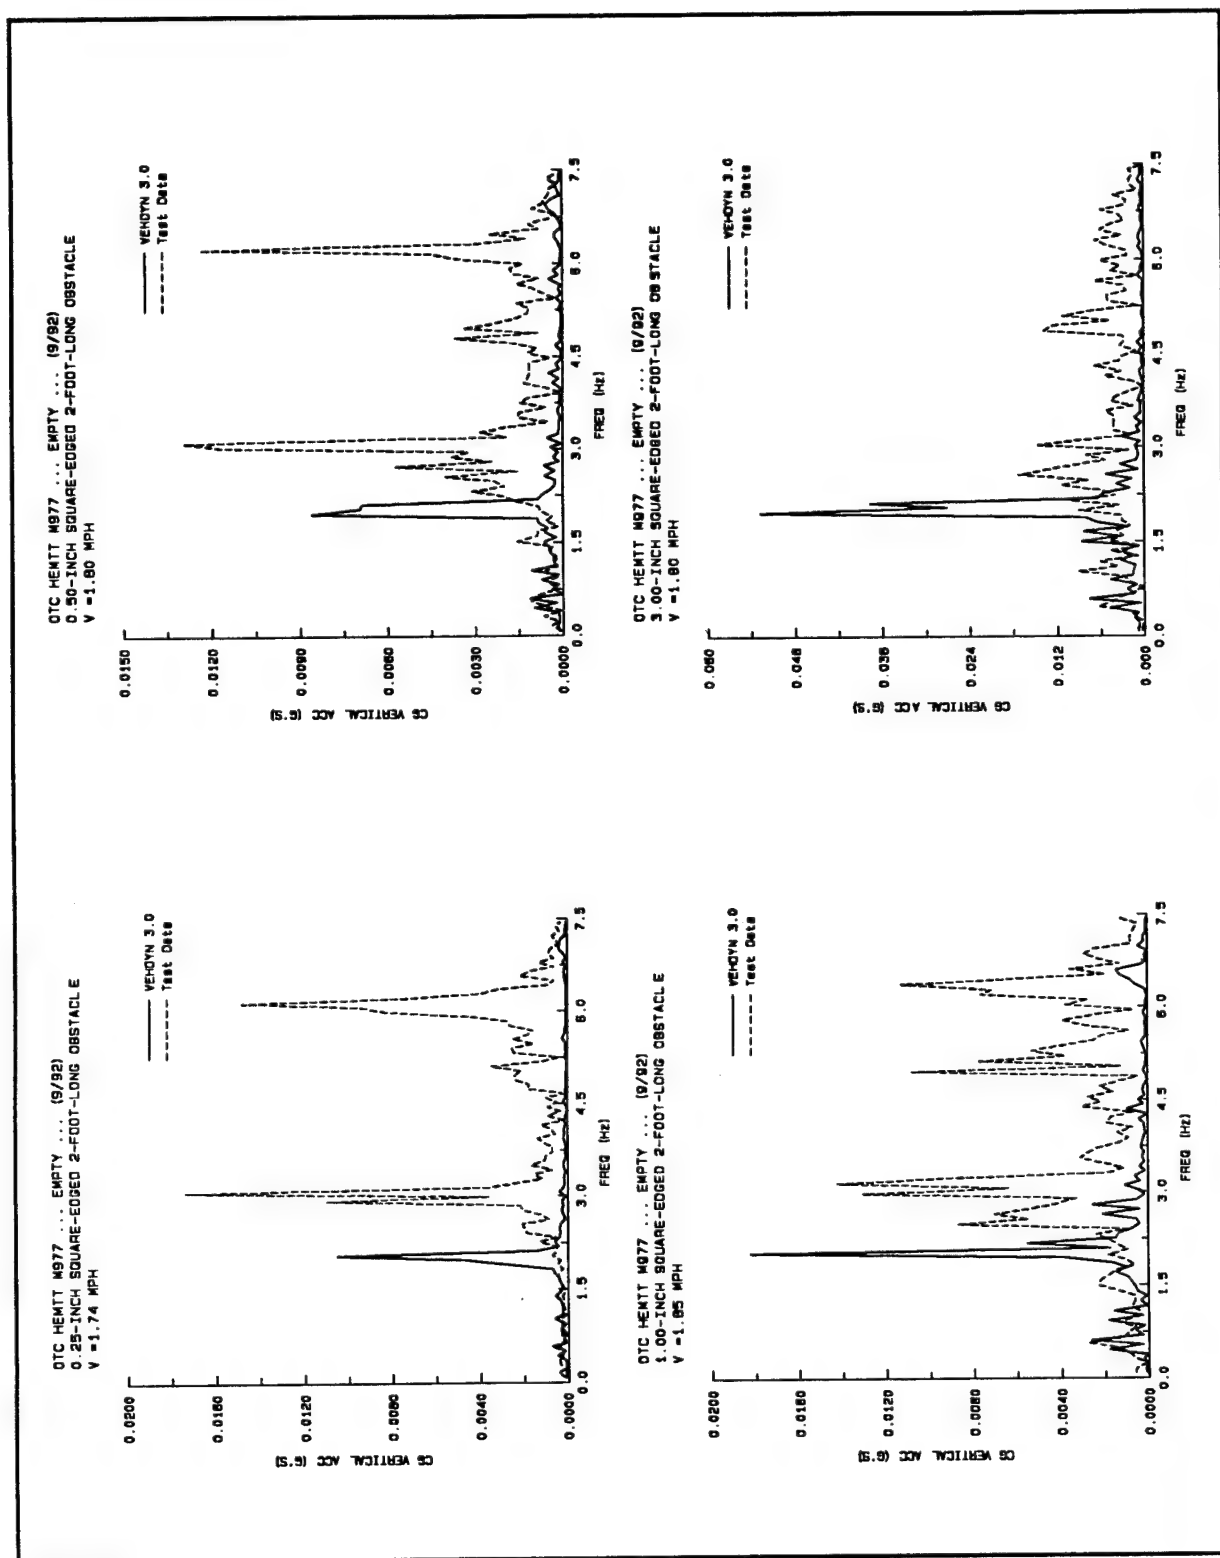 OTC HEMTT M977 ... EMPTY ... (9/92)
0.25-INCH SQUARE-EDGED 2-FOOT-LONG OBSTACLE
V =1.74 MPH
VEHDYN 3.0
Test Data
CG VERTICAL ACC (G'S)
0.0200
0.0160
0.0120
0.0080
0.0040
0.0000
0.0
1.5
3.0
4.5
6.0
7.5
FREQ (Hz)
OTC HEMTT M977 ... EMPTY ... (9/92)
0.50-INCH SQUARE-EDGED 2-FOOT-LONG OBSTACLE
V =1.80 MPH
VEHDYN 3.0
Test Data
CG VERTICAL ACC (G'S)
0.0150
0.0120
0.0090
0.0060
0.0030
0.0000
0.0
1.5
3.0
4.5
6.0
7.5
FREQ (Hz)
OTC HEMTT M977 ... EMPTY ... (9/92)
1.00-INCH SQUARE-EDGED 2-FOOT-LONG OBSTACLE
V =1.85 MPH
VEHDYN 3.0
Test Data
CG VERTICAL ACC (G'S)
0.0200
0.0160
0.0120
0.0080
0.0040
0.0000
0.0
1.5
3.0
4.5
6.0
7.5
FREQ (Hz)
OTC HEMTT M977 ... EMPTY ... (9/92)
3.00-INCH SQUARE-EDGED 2-FOOT-LONG OBSTACLE
V =1.80 MPH
VEHDYN 3.0
Test Data
CG VERTICAL ACC (G'S)
0.060
0.048
0.036
0.024
0.012
0.000
0.0
1.5
3.0
4.5
6.0
7.5
FREQ (Hz)